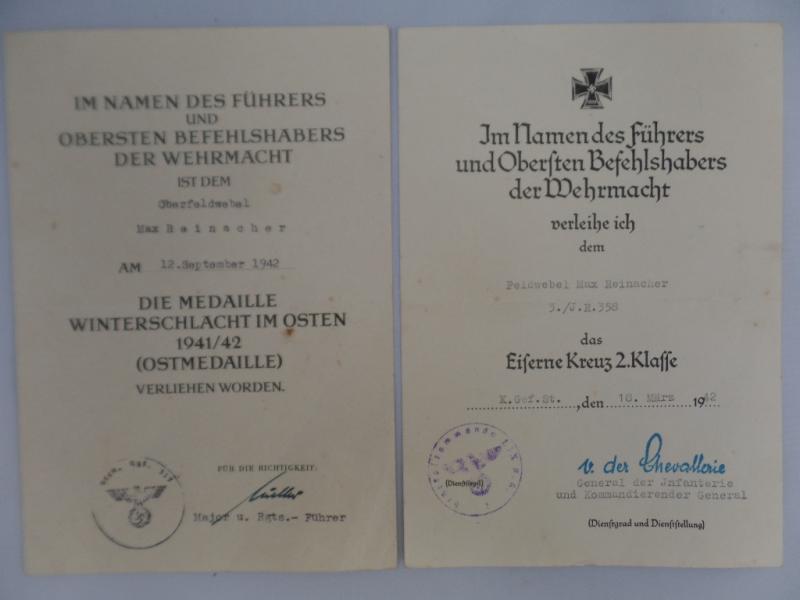 IM NAMEN DES FÜHRERS
UND
OBERSTEN BEFEHLSHABERS
DER WEHRMACHT
IST DEM
Oberfeldwebel
Max Reinacher
AM 12.September 1942
DIE MEDAILLE
WINTERSCHLACHT IM OSTEN
1941/42
(OSTMEDAILLE)
VERLIEHEN WORDEN.
FÜR DIE RICHTIGKEIT:
Major u. Rgts.- Führer
Im Namen des Führers
und Oberſten Befehlshabers
der Wehrmacht
verleihe ich
dem
Feldwebel Max Reinacher
3./J.R.358
das
Eiſerne Kreuz 2.Klaſſe
K.Gef.St. ,den 18. März 1942
(Dienſtſiegel)
v. der Chevallerie
General der Jnfanterie
und Kommandierender General
(Dienſtgrad und Dienſtſtellung)